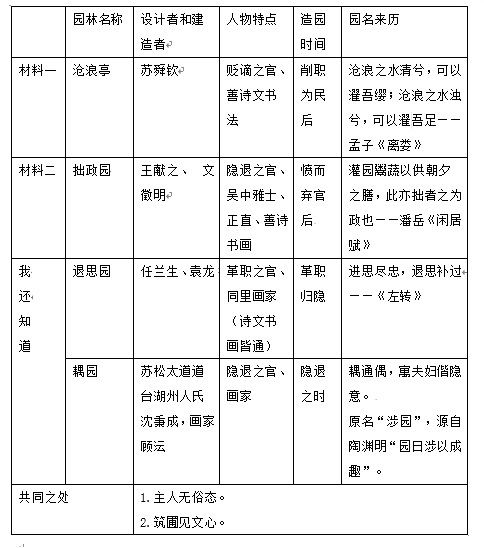 园林名称 设计者和建造者 人物特点 造园时间 园名来历
材料一 沧浪亭 苏舜钦 贬谪之官、善诗文书法 削职为民后 沧浪之水清兮，可以濯吾缨；沧浪之水浊兮，可以濯吾足——孟子《离娄》
材料二 拙政园 王献之、 文徵明 隐退之官、吴中雅士、正直、善诗书画 愤而弃官后 灌园鬻蔬以供朝夕之膳，此亦拙者之为政也——潘岳《闲居赋》
我还知道 退思园 任兰生、袁龙 革职之官、同里画家（诗文书画皆通） 革职归隐 进思尽忠，退思补过——《左转》
耦园 苏松太道道台湖州人氏沈秉成，画家顾沄 隐退之官、画家 隐退之时 耦通偶，寓夫妇偕隐意。
原名“涉园”，源自陶渊明“园日涉以成趣”。
共同之处 1.主人无俗态。
2.筑圃见文心。